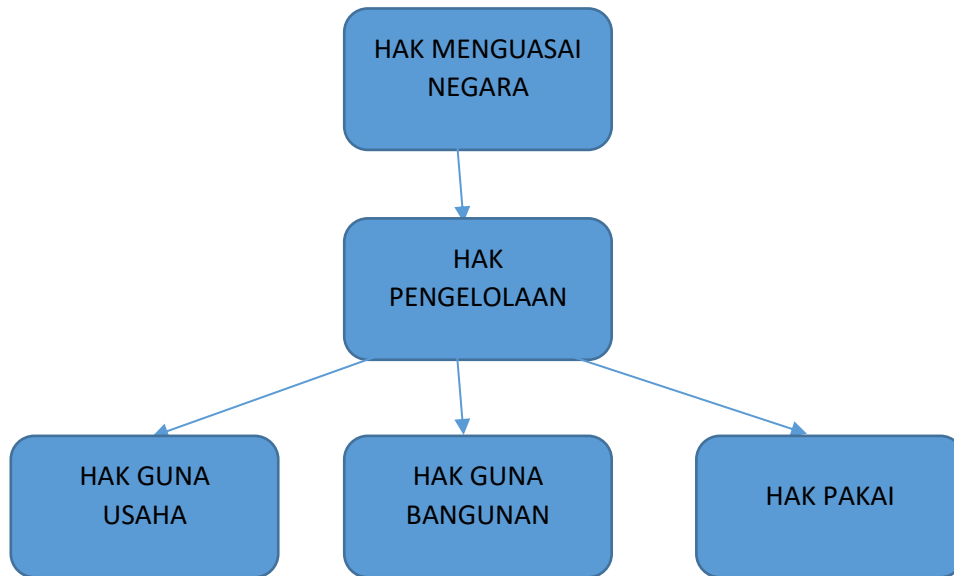 HAK MENGUASAI
NEGARA
HAK
PENGELOLAAN
HAK GUNA
USAHA
HAK GUNA
BANGUNAN
HAK PAKAI